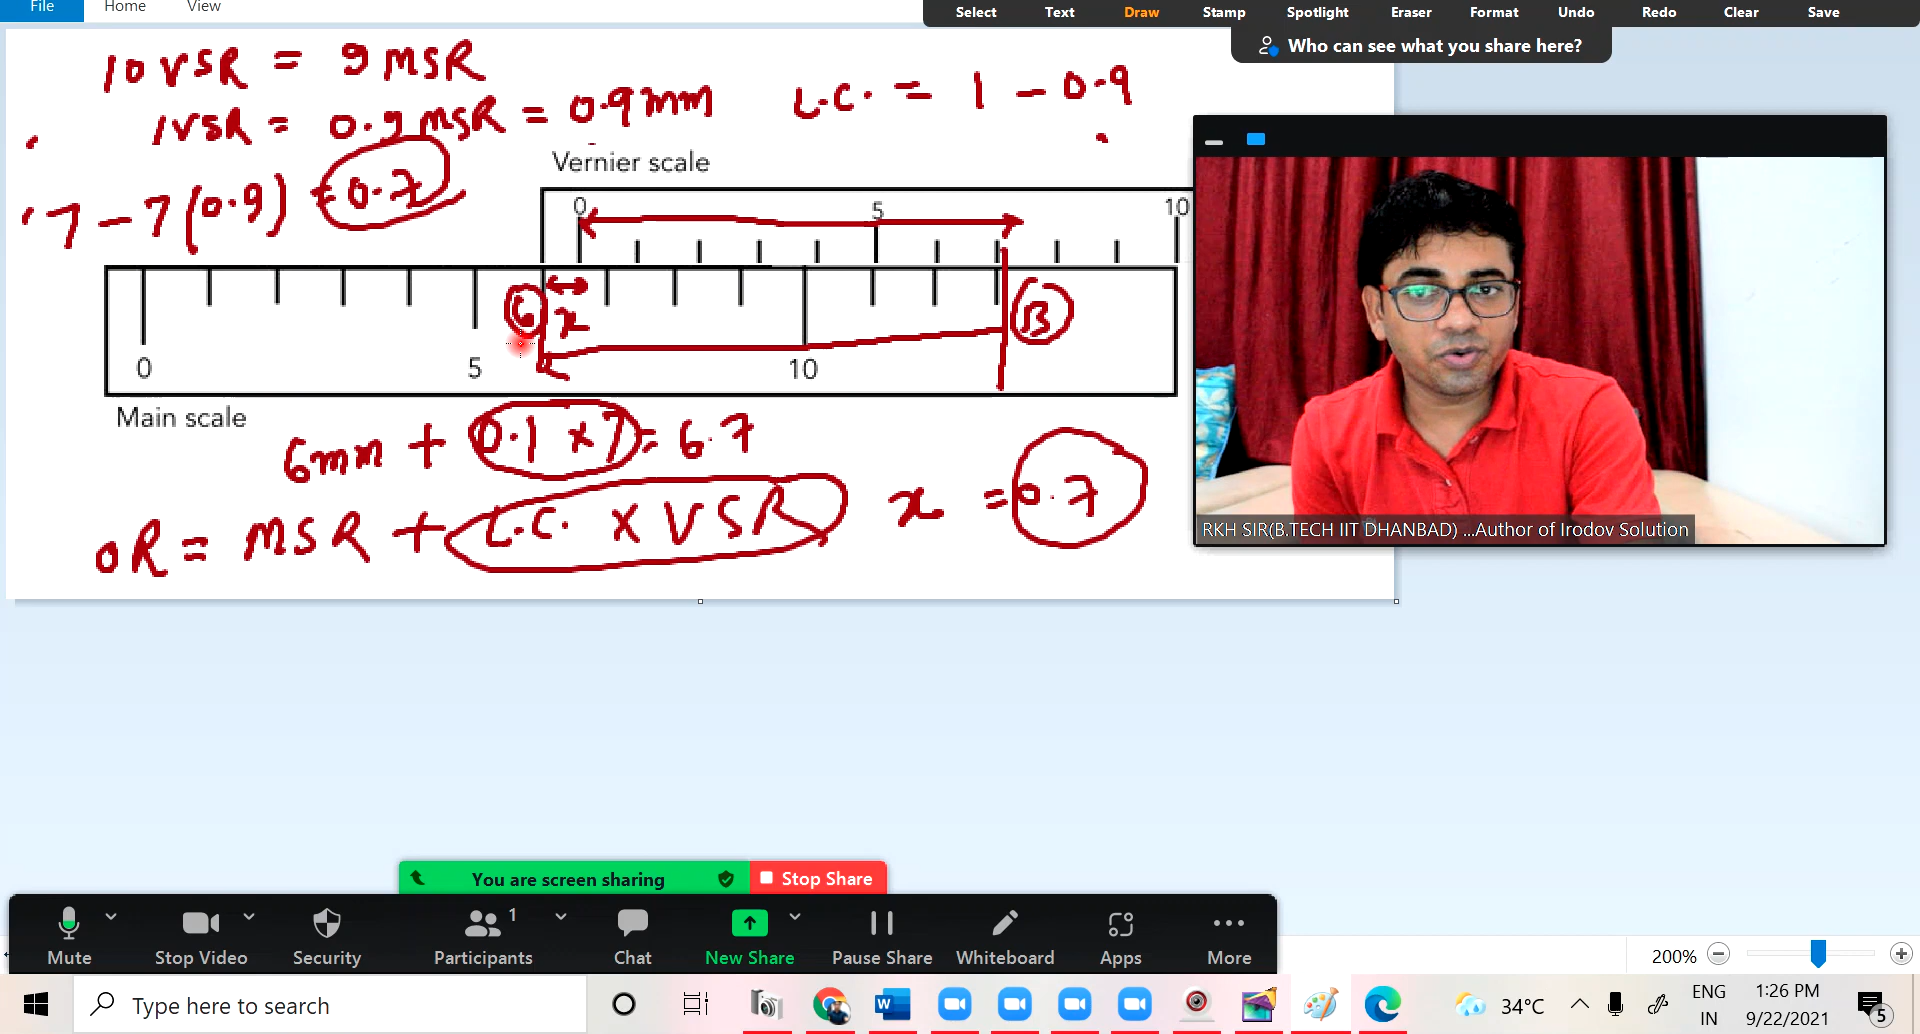 File Home View
Select Text Draw Stamp Spotlight Eraser Format Undo Redo Clear Save
Who can see what you share here?
10 VSR = 9 MSR
1 VSR = 0.9 MSR = 0.9mm L.C. = 1 - 0.9
7 - 7(0.9) = 0.7
Vernier scale
0 5 10
6 x B
0 5 10
Main scale
6mm + 0.1 x 7 = 6.7
OR = MSR + L.C. X VSR x = 0.7
RKH SIR(B.TECH IIT DHANBAD) ...Author of Irodov Solution
You are screen sharing Stop Share
1
Mute Stop Video Security Participants Chat New Share Pause Share Whiteboard Apps More
200%
Type here to search
34°C
ENG
IN
1:26 PM
9/22/2021
5